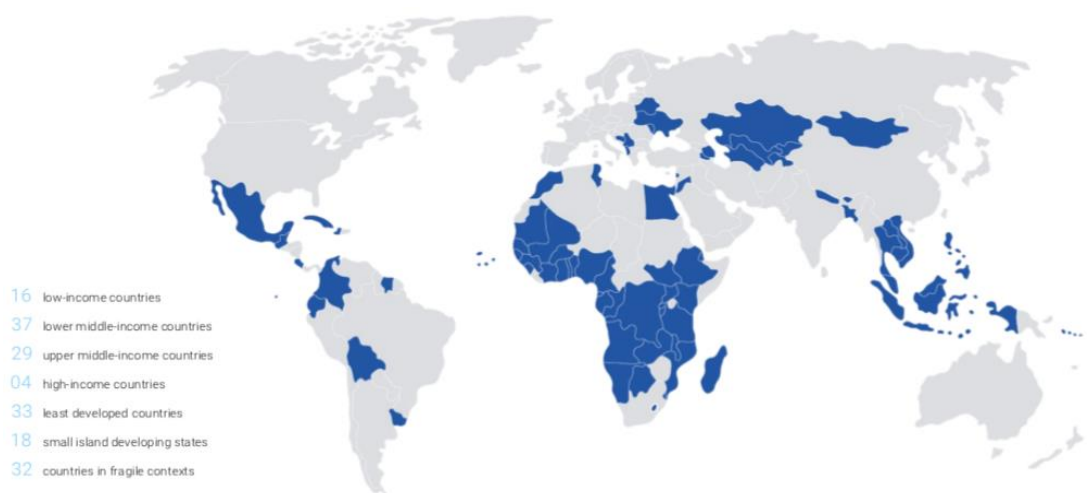 16 low-income countries
37 lower middle-income countries
29 upper middle-income countries
04 high-income countries
33 least developed countries
18 small island developing states
32 countries in fragile contexts